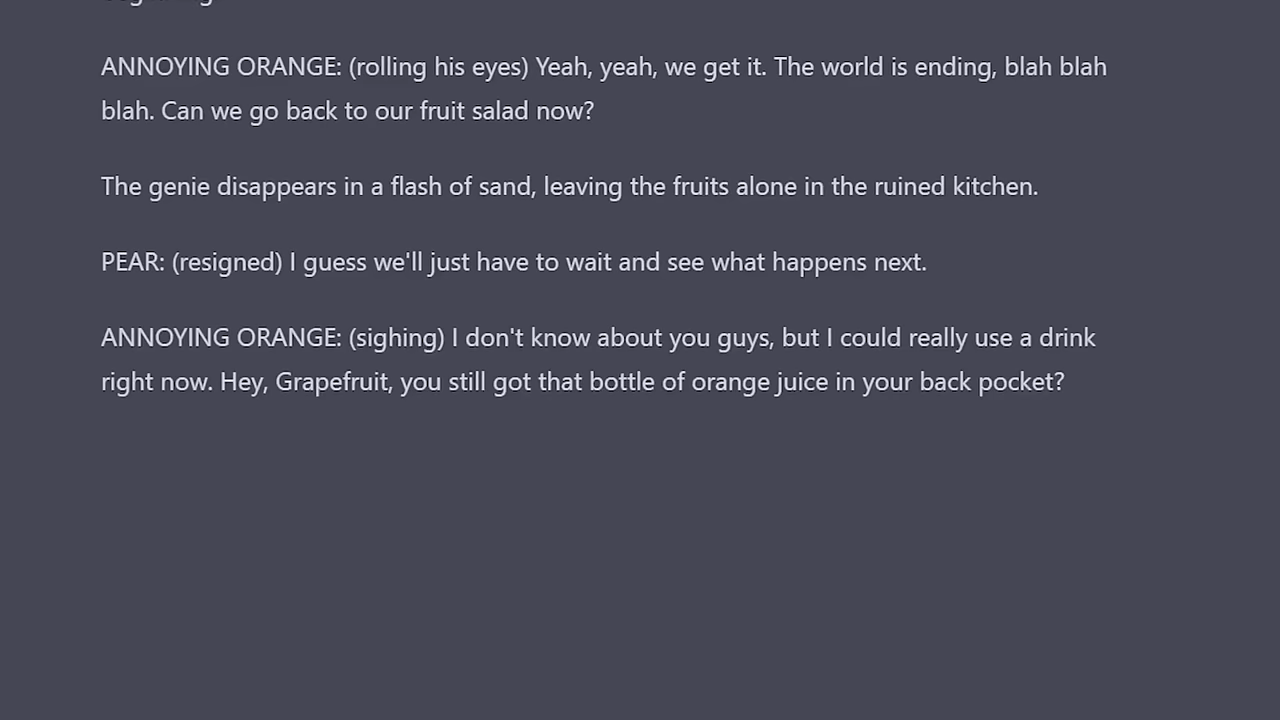 ANNOYING ORANGE: (rolling his eyes) Yeah, yeah, we get it. The world is ending, blah blah
blah. Can we go back to our fruit salad now?
The genie disappears in a flash of sand, leaving the fruits alone in the ruined kitchen.
PEAR: (resigned) I guess we'll just have to wait and see what happens next.
ANNOYING ORANGE: (sighing) I don't know about you guys, but I could really use a drink
right now. Hey, Grapefruit, you still got that bottle of orange juice in your back pocket?